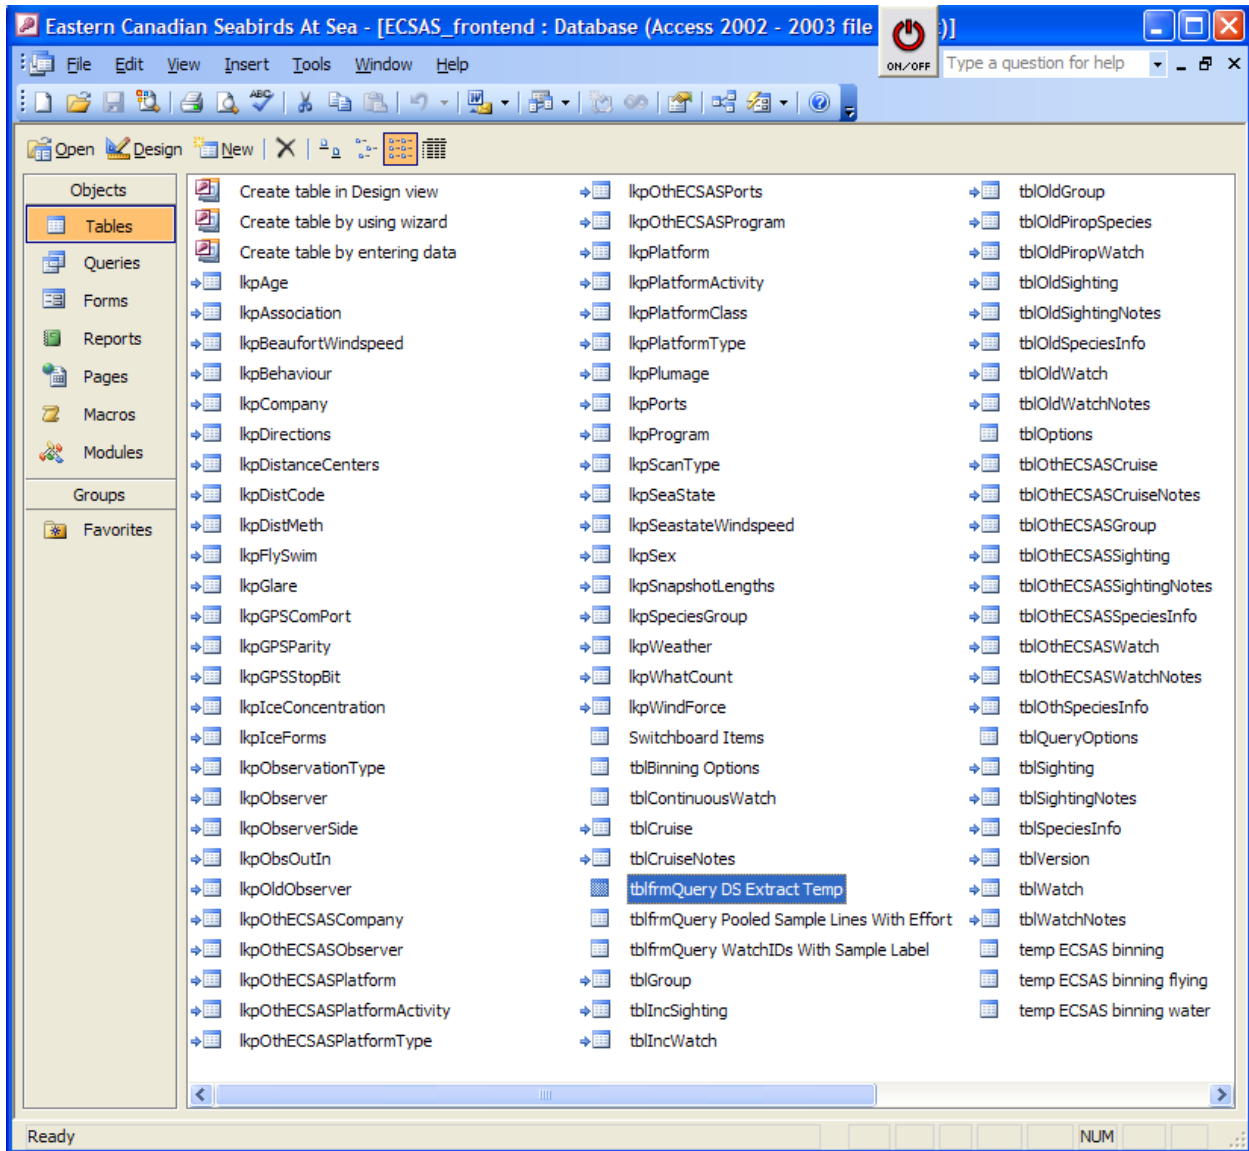 Eastern Canadian Seabirds At Sea - [ECSAS_frontend : Database (Access 2002 - 2003 file )]
ON/OFF
File Edit View Insert Tools Window Help
Type a question for help
Open Design New
Objects
Tables
Queries
Forms
Reports
Pages
Macros
Modules
Groups
Favorites
Create table in Design view
Create table by using wizard
Create table by entering data
lkpAge
lkpAssociation
lkpBeaufortWindspeed
lkpBehaviour
lkpCompany
lkpDirections
lkpDistanceCenters
lkpDistCode
lkpDistMeth
lkpFlySwim
lkpGlare
lkpGPSComPort
lkpGPSParity
lkpGPSStopBit
lkpIceConcentration
lkpIceForms
lkpObservationType
lkpObserver
lkpObserverSide
lkpObsOutIn
lkpOldObserver
lkpOthECSASCompany
lkpOthECSASObserver
lkpOthECSASPlatform
lkpOthECSASPlatformActivity
lkpOthECSASPlatformType
lkpOthECSASPorts
lkpOthECSASProgram
lkpPlatform
lkpPlatformActivity
lkpPlatformClass
lkpPlatformType
lkpPlumage
lkpPorts
lkpProgram
lkpScanType
lkpSeaState
lkpSeastateWindspeed
lkpSex
lkpSnapshotLengths
lkpSpeciesGroup
lkpWeather
lkpWhatCount
lkpWindForce
Switchboard Items
tblBinning Options
tblContinuousWatch
tblCruise
tblCruiseNotes
tblfrmQuery DS Extract Temp
tblfrmQuery Pooled Sample Lines With Effort
tblfrmQuery WatchIDs With Sample Label
tblGroup
tblIncSighting
tblIncWatch
tblOldGroup
tblOldPiropSpecies
tblOldPiropWatch
tblOldSighting
tblOldSightingNotes
tblOldSpeciesInfo
tblOldWatch
tblOldWatchNotes
tblOptions
tblOthECSASCruise
tblOthECSASCruiseNotes
tblOthECSASGroup
tblOthECSASSighting
tblOthECSASSightingNotes
tblOthECSASSpeciesInfo
tblOthECSASWatch
tblOthECSASWatchNotes
tblOthSpeciesInfo
tblQueryOptions
tblSighting
tblSightingNotes
tblSpeciesInfo
tblVersion
tblWatch
tblWatchNotes
temp ECSAS binning
temp ECSAS binning flying
temp ECSAS binning water
Ready
NUM